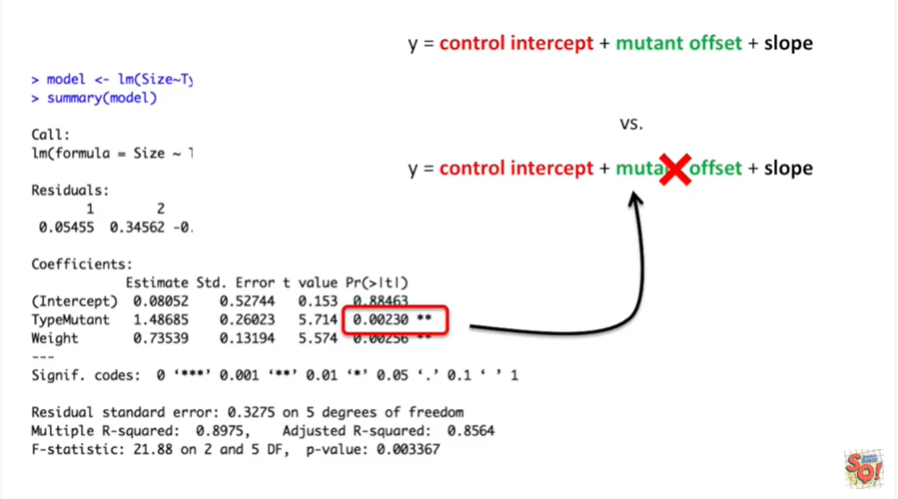 y = control intercept + mutant offset + slope
> model <- lm(Size~Ty
> summary(model)
vs.
Call:
lm(formula = Size ~
y = control intercept + mutant offset + slope
Residuals:
1 2
0.05455 0.34562 -0.
Coefficients:
Estimate Std. Error t value Pr(>|t|)
(Intercept) 0.08052 0.52744 0.153 0.88463
TypeMutant 1.48685 0.26023 5.714 0.00230 **
Weight 0.73539 0.13194 5.574 0.00256 **
---
Signif. codes: 0 ‘***’ 0.001 ‘**’ 0.01 ‘*’ 0.05 ‘.’ 0.1 ‘ ’ 1
Residual standard error: 0.3275 on 5 degrees of freedom
Multiple R-squared: 0.8975, Adjusted R-squared: 0.8564
F-statistic: 21.88 on 2 and 5 DF, p-value: 0.003367
SQ!